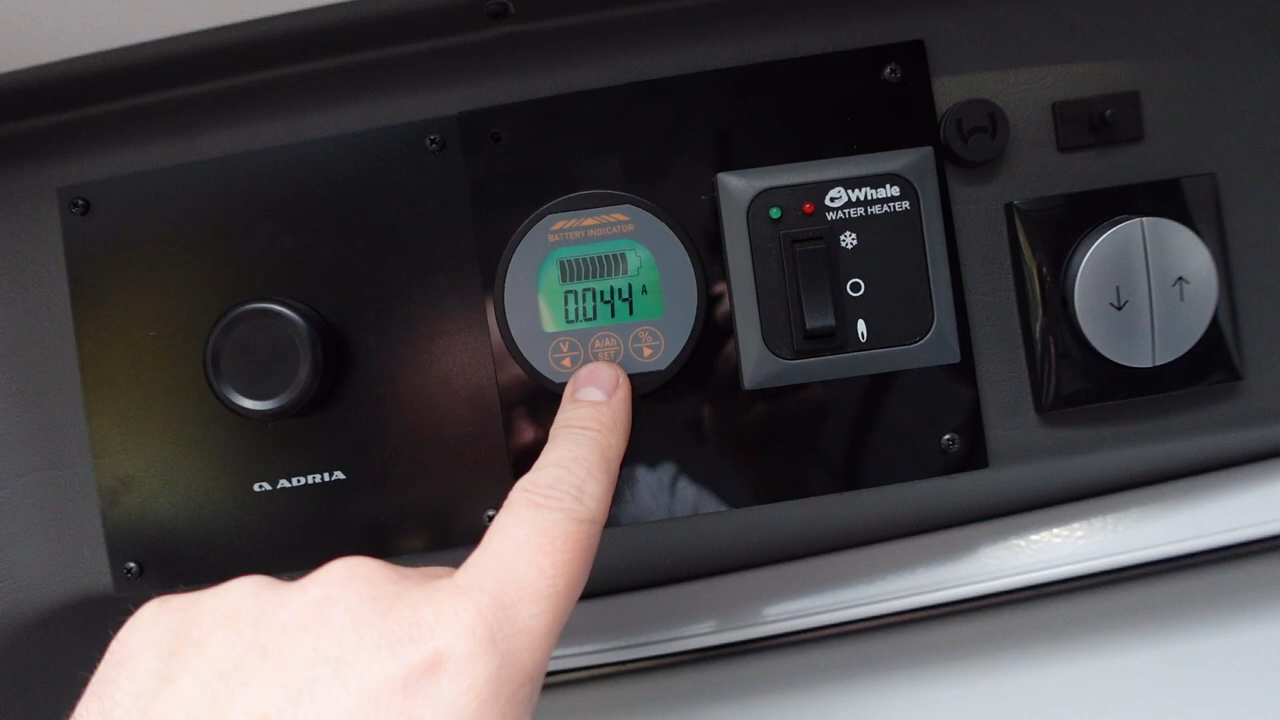 ADRIA
BATTERY INDICATOR
0.044 A
V
A/Ah
SET
%
Whale
WATER HEATER